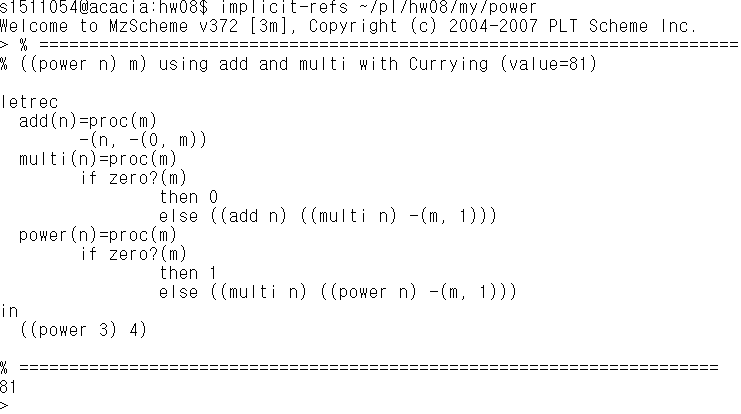 s1511054@acacia:hw08$ implicit-refs ~/pl/hw08/my/power
Welcome to MzScheme v372 [3m], Copyright (c) 2004-2007 PLT Scheme Inc.
> % ======================================================================
% ((power n) m) using add and multi with Currying (value=81)
letrec
  add(n)=proc(m)
        -(n, -(0, m))
  multi(n)=proc(m)
        if zero?(m)
                then 0
                else ((add n) ((multi n) -(m, 1)))
  power(n)=proc(m)
        if zero?(m)
                then 1
                else ((multi n) ((power n) -(m, 1)))
in
  ((power 3) 4)
% ======================================================================
81
>